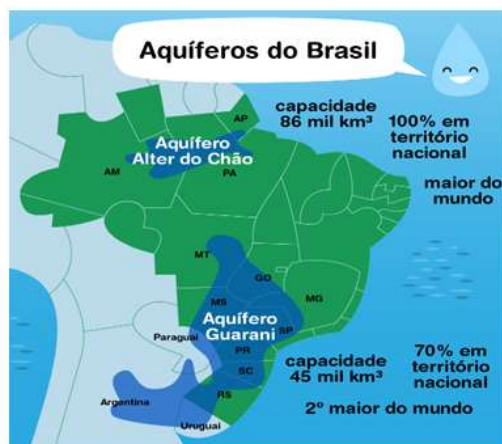 Aquíferos do Brasil
capacidade
86 mil km³
100% em
território
nacional
maior do
mundo
AP
Aquífero
Alter do Chão
AM
PA
MT
GO
MS
MG
Aquífero
Guarani
SP
Paraguai
PR
SC
RS
Argentina
Uruguai
capacidade
45 mil km³
70% em
território
nacional
2º maior do mundo